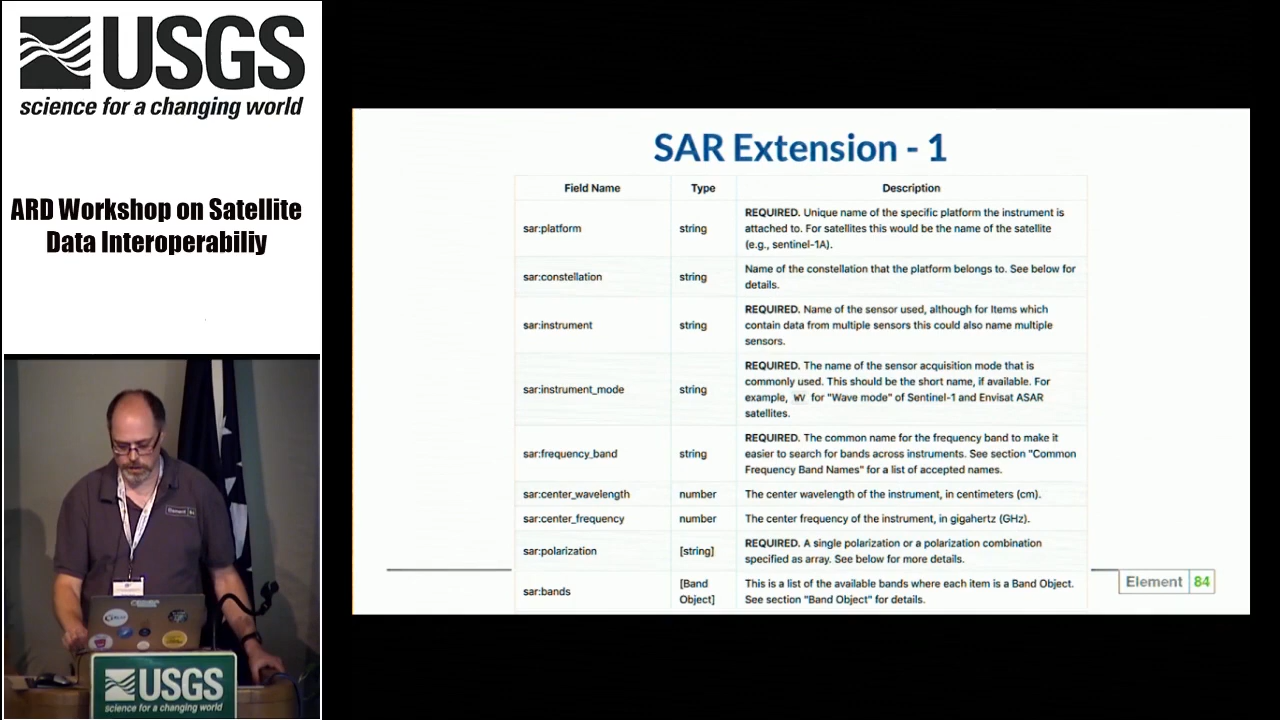 USGS
science for a changing world
ARD Workshop on Satellite
Data Interoperabiliy
SAR Extension - 1
Field Name Type Description
sar:platform string REQUIRED. Unique name of the specific platform the instrument is
attached to. For satellites this would be the name of the satellite
(e.g., sentinel-1A).
sar:constellation string Name of the constellation that the platform belongs to. See below for
details.
sar:instrument string REQUIRED. Name of the sensor used, although for Items which
contain data from multiple sensors this could also name multiple
sensors.
sar:instrument_mode string REQUIRED. The name of the sensor acquisition mode that is
commonly used. This should be the short name, if available. For
example, WV for "Wave mode" of Sentinel-1 and Envisat ASAR
satellites.
sar:frequency_band string REQUIRED. The common name for the frequency band to make it
easier to search for bands across instruments. See section "Common
Frequency Band Names" for a list of accepted names.
sar:center_wavelength number The center wavelength of the instrument, in centimeters (cm).
sar:center_frequency number The center frequency of the instrument, in gigahertz (GHz).
sar:polarization [string] REQUIRED. A single polarization or a polarization combination
specified as array. See below for more details.
sar:bands [Band
Object] This is a list of the available bands where each item is a Band Object.
See section "Band Object" for details.
Element 84
Element 84
USGS
science for a changing world